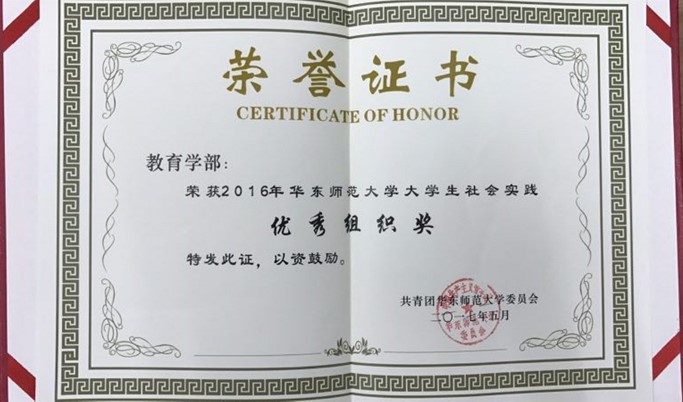 荣誉证书
CERTIFICATE OF HONOR
教育学部：
荣获2016年华东师范大学大学生社会实践
优秀组织奖
特发此证，以资鼓励。
共青团华东师范大学委员会
二〇一七年五月